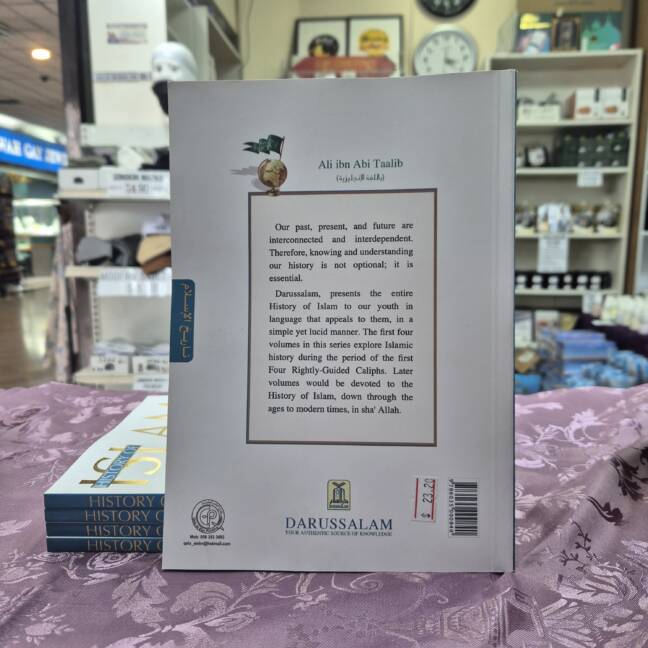 Ali ibn Abi Taalib
(باللغة الإنجليزية)
Our past, present, and future are
interconnected and interdependent.
Therefore, knowing and understanding
our history is not optional; it is
essential.
Darussalam, presents the entire
History of Islam to our youth in
language that appeals to them, in a
simple yet lucid manner. The first four
volumes in this series explore Islamic
history during the period of the first
Four Rightly-Guided Caliphs. Later
volumes would be devoted to the
History of Islam, down through the
ages to modern times, in sha' Allah.
تاريخ الإسلام
$ 23.20
DARUSSALAM
YOUR AUTHENTIC SOURCE OF KNOWLEDGE
HISTORY OF
ISLAM
HISTORY O
HISTORY O
HISTORY O
HISTORY O